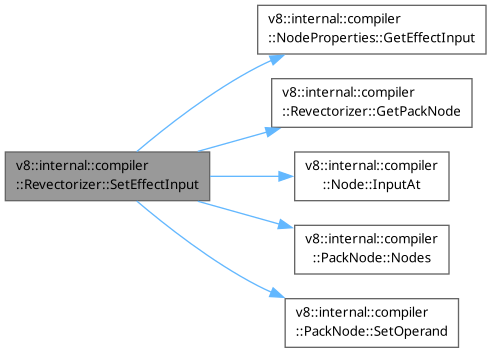 v8::internal::compiler
::NodeProperties::GetEffectInput
v8::internal::compiler
::Revectorizer::GetPackNode
v8::internal::compiler
::Revectorizer::SetEffectInput
v8::internal::compiler
::Node::InputAt
v8::internal::compiler
::PackNode::Nodes
v8::internal::compiler
::PackNode::SetOperand